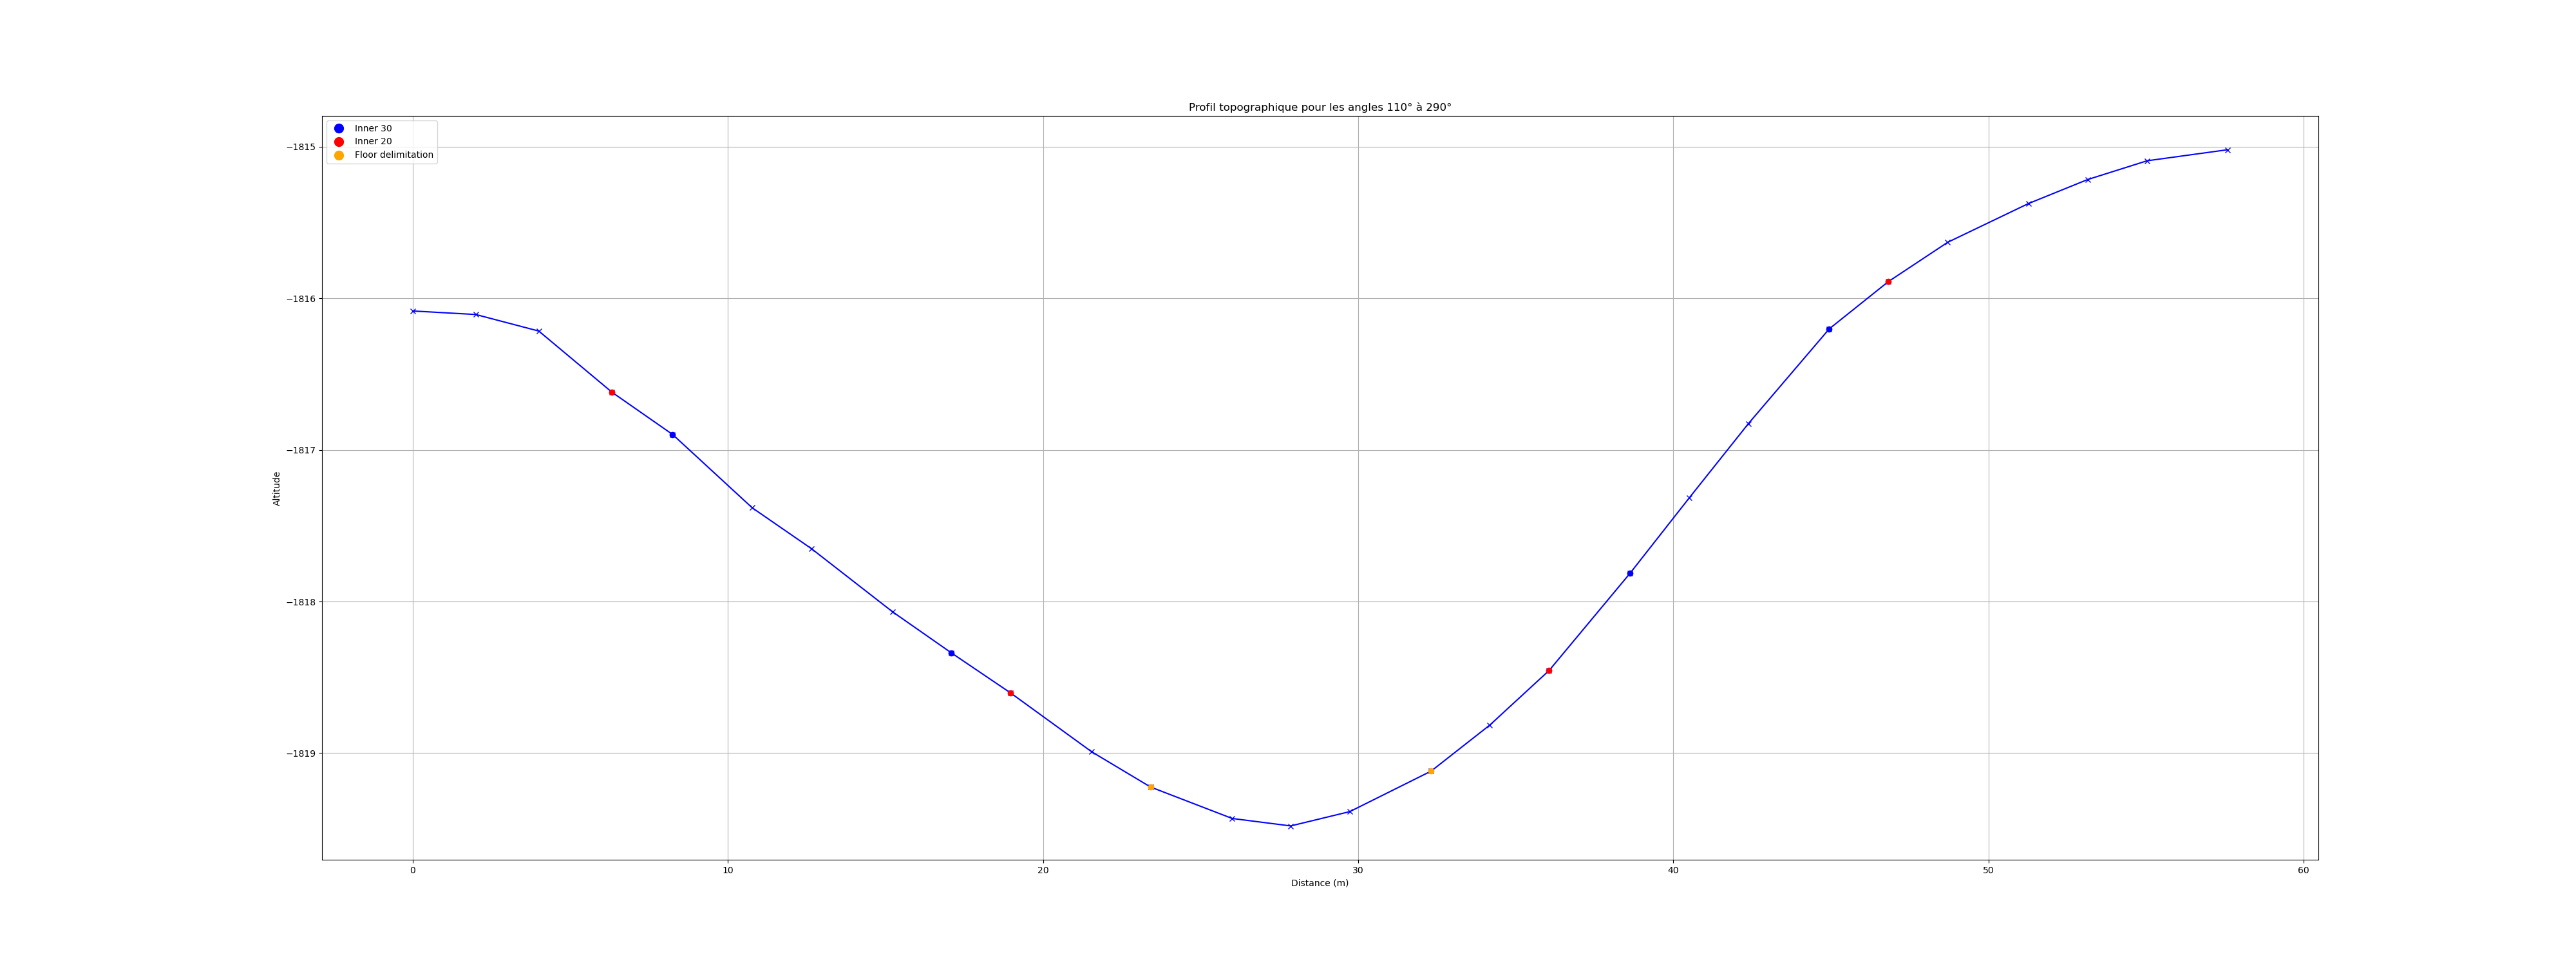 Profil topographique pour les angles 110° à 290°
Inner 30
Inner 20
Floor delimitation
−1815
−1816
−1817
−1818
−1819
Altitude
0 10 20 30 40 50 60
Distance (m)